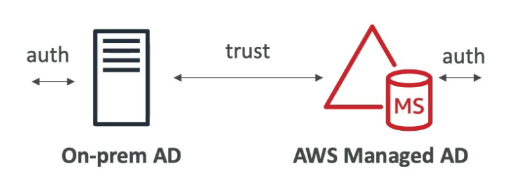 auth
trust
auth
MS
On-prem AD
AWS Managed AD